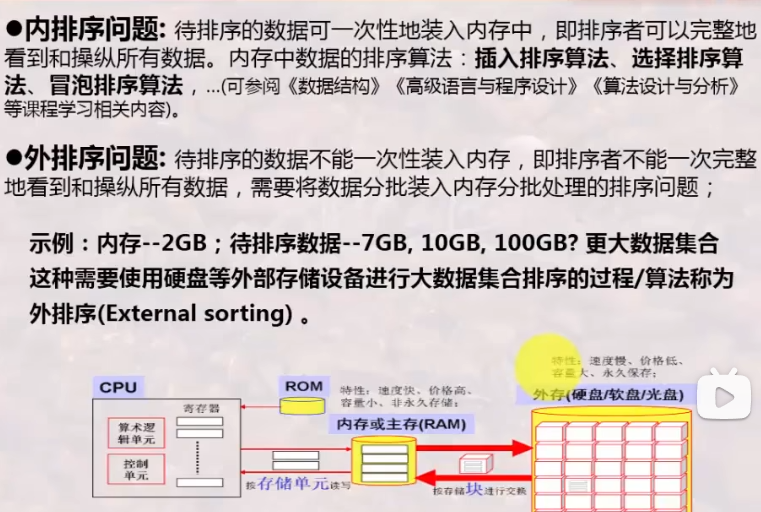 ●内排序问题: 待排序的数据可一次性地装入内存中，即排序者可以完整地
看到和操纵所有数据。内存中数据的排序算法：插入排序算法、选择排序算
法、冒泡排序算法，...(可参阅《数据结构》《高级语言与程序设计》《算法设计与分析》
等课程学习相关内容)。
●外排序问题: 待排序的数据不能一次性装入内存，即排序者不能一次完整
地看到和操纵所有数据，需要将数据分批装入内存分批处理的排序问题；
示例：内存--2GB；待排序数据--7GB, 10GB, 100GB? 更大数据集合
这种需要使用硬盘等外部存储设备进行大数据集合排序的过程/算法称为
外排序(External sorting) 。
特性：速度慢、价格低、
容量大、永久保存；
CPU
ROM
特性：速度快、价格高、
容量小、非永久存储；
外存(硬盘/软盘/光盘)
寄存器
内存或主存(RAM)
算术逻
辑单元
控制
单元
按存储单元读写
按存储块进行交换